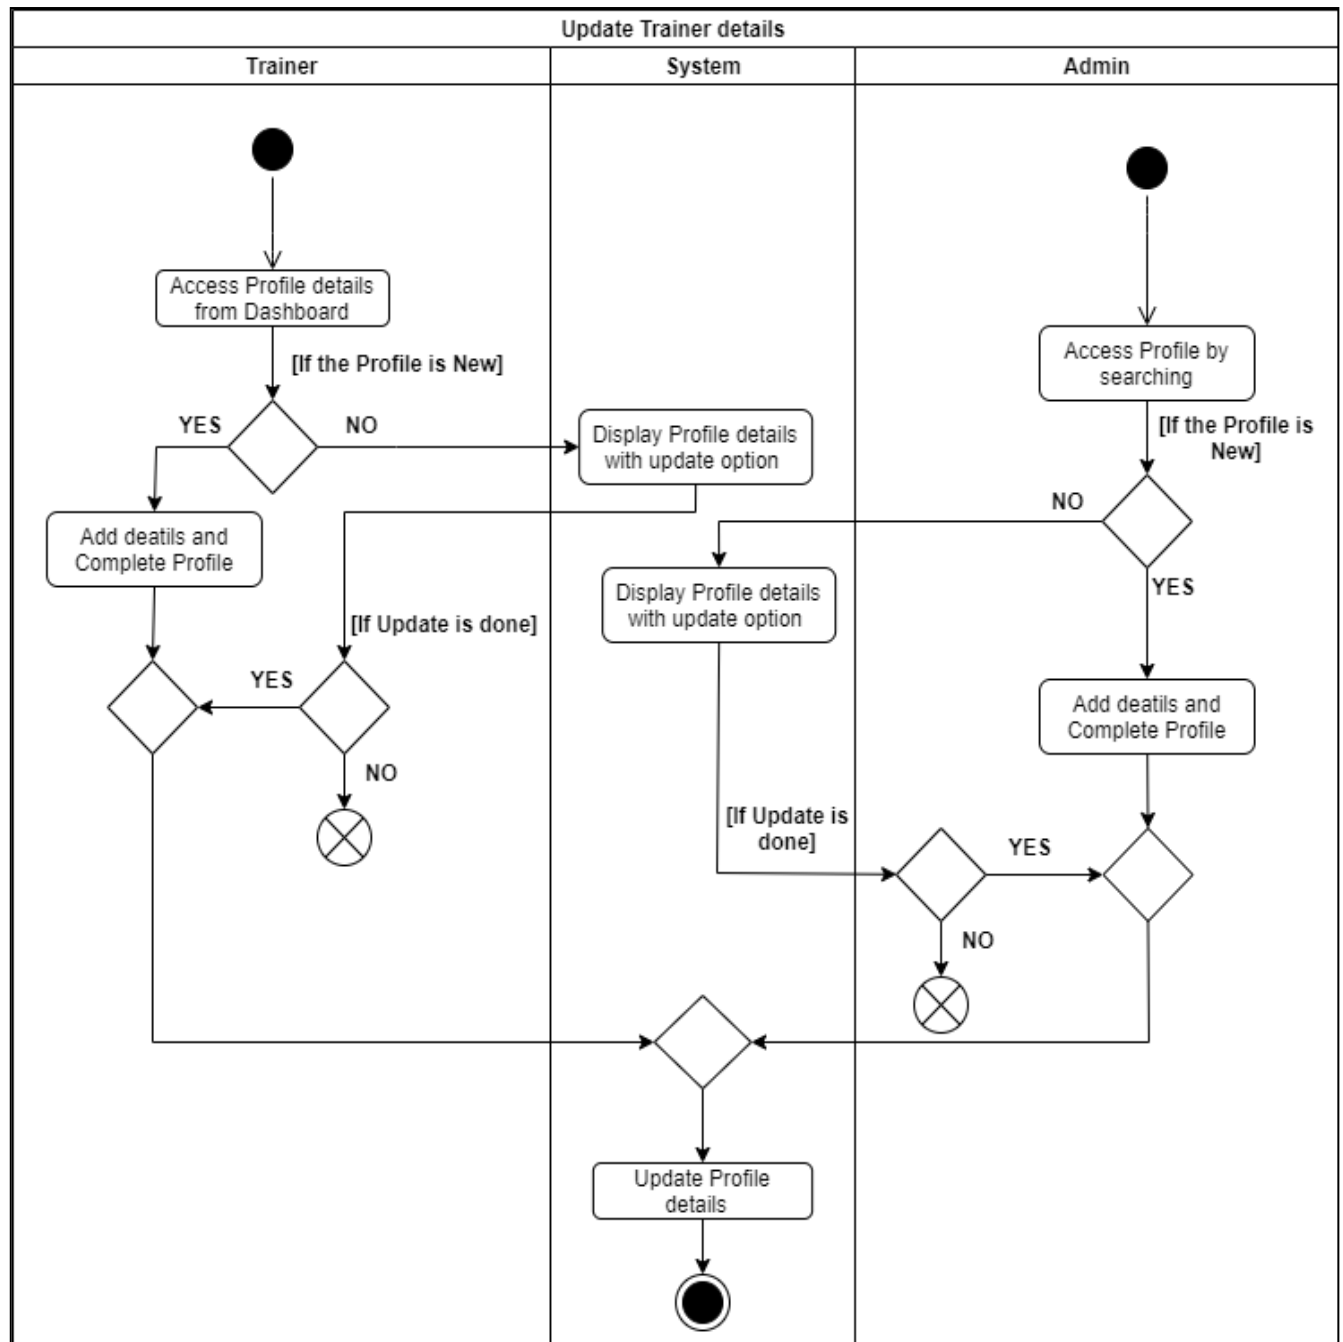 Update Trainer details
Trainer
System
Admin
Access Profile details
from Dashboard
[If the Profile is New]
Access Profile by
searching
YES
NO
Display Profile details
with update option
[If the Profile is
New]
NO
Add deatils and
Complete Profile
YES
Display Profile details
with update option
[If Update is done]
YES
Add deatils and
Complete Profile
NO
[If Update is
done]
YES
NO
Update Profile
details